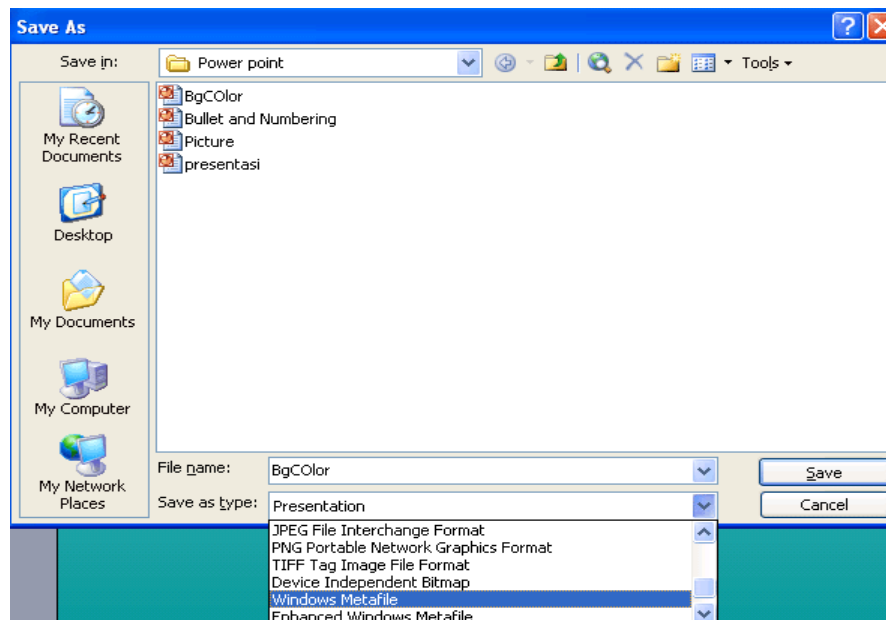 Save As
Save in:
Power point
Tools
BgCOlor
Bullet and Numbering
Picture
presentasi
My Recent
Documents
Desktop
My Documents
My Computer
My Network
Places
File name:
BgCOlor
Save
Save as type:
Presentation
Cancel
JPEG File Interchange Format
PNG Portable Network Graphics Format
TIFF Tag Image File Format
Device Independent Bitmap
Windows Metafile
Enhanced Windows Metafile